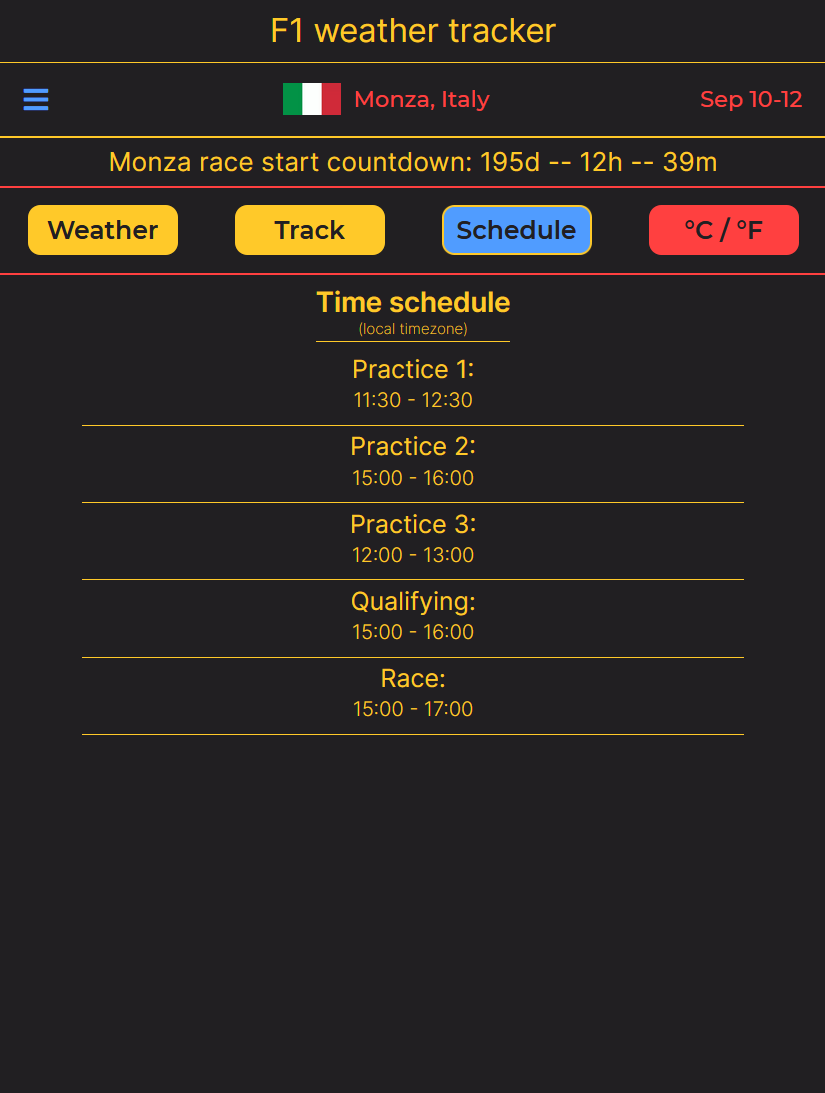 F1 weather tracker
Monza, Italy
Sep 10-12
Monza race start countdown: 195d -- 12h -- 39m
Weather
Track
Schedule
°C / °F
Time schedule
(local timezone)
Practice 1:
11:30 - 12:30
Practice 2:
15:00 - 16:00
Practice 3:
12:00 - 13:00
Qualifying:
15:00 - 16:00
Race:
15:00 - 17:00